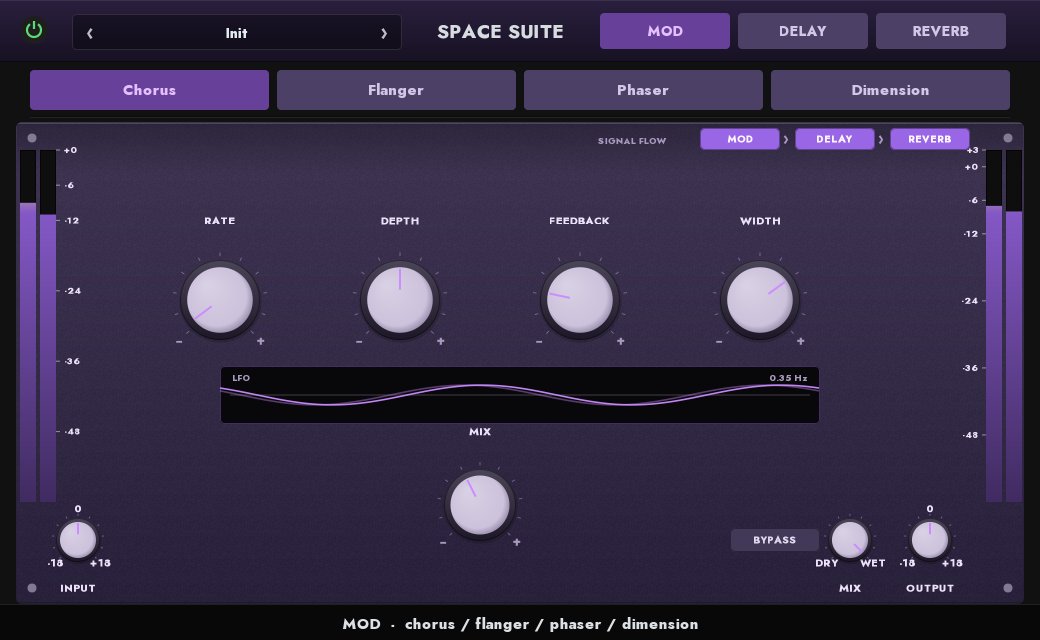 ‹ Init › SPACE SUITE MOD DELAY REVERB
Chorus Flanger Phaser Dimension
SIGNAL FLOW MOD › DELAY › REVERB
+0
-6
-12
-24
-36
-48
+3
+0
-6
-12
-24
-36
-48
RATE DEPTH FEEDBACK WIDTH
- + - + - + - +
LFO 0.35 Hz
MIX
- +
0
-18 +18
INPUT
BYPASS
DRY WET
MIX
0
-18 +18
OUTPUT
MOD - chorus / flanger / phaser / dimension